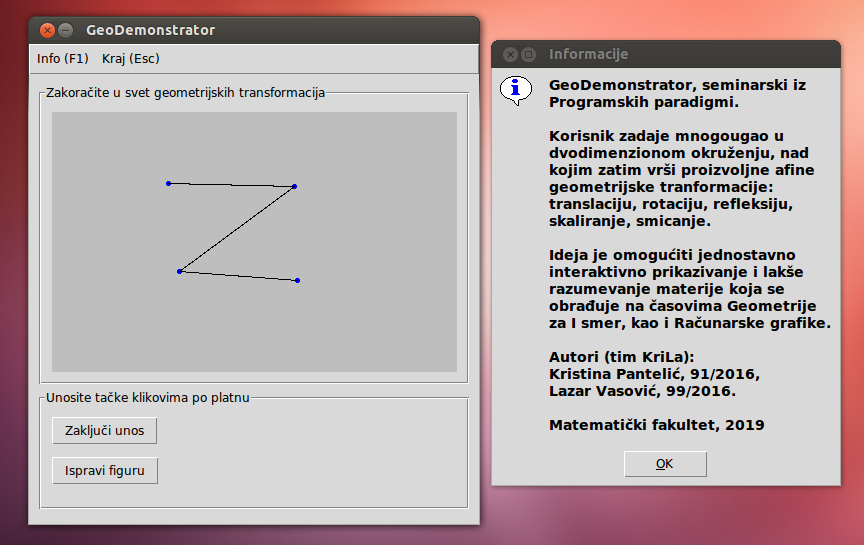 GeoDemonstrator
Info (F1) Kraj (Esc)
Zakoračite u svet geometrijskih transformacija
Unosite tačke klikovima po platnu
Zaključi unos
Ispravi figuru
Informacije
GeoDemonstrator, seminarski iz
Programskih paradigmi.
Korisnik zadaje mnogougao u
dvodimenzionom okruženju, nad
kojim zatim vrši proizvoljne afine
geometrijske tranformacije:
translaciju, rotaciju, refleksiju,
skaliranje, smicanje.
Ideja je omogućiti jednostavno
interaktivno prikazivanje i lakše
razumevanje materije koja se
obrađuje na časovima Geometrije
za I smer, kao i Računarske grafike.
Autori (tim KriLa):
Kristina Pantelić, 91/2016,
Lazar Vasović, 99/2016.
Matematički fakultet, 2019
OK